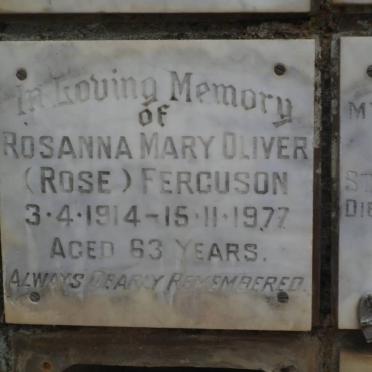 In Loving Memory
of
ROSANNA MARY OLIVER
(ROSE) FERGUSON
3·4·1914-15·11·1977
AGED 63 YEARS.
ALWAYS DEARLY REMEMBERED.